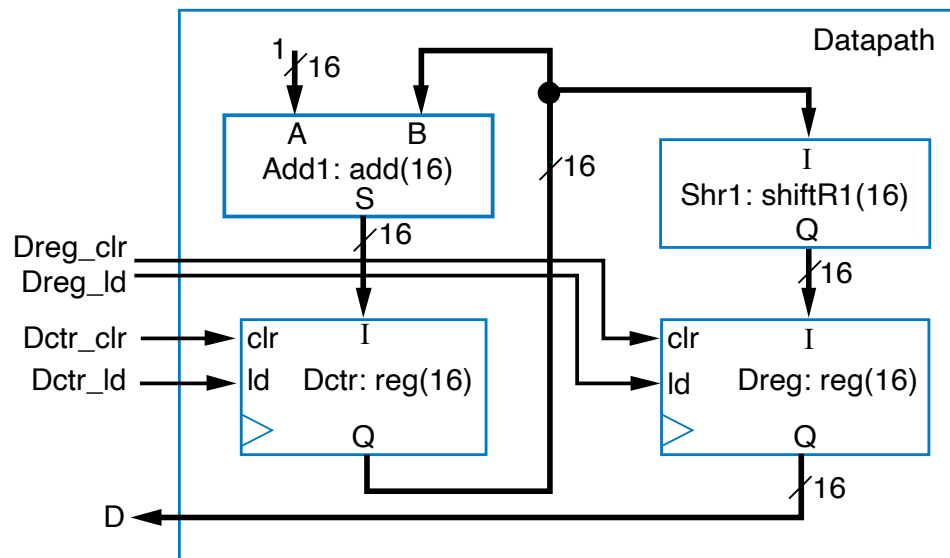 Datapath
1
16
A
B
Add1: add(16)
S
16
16
I
Shr1: shiftR1(16)
Q
16
Dreg_clr
Dreg_ld
Dctr_clr
Dctr_ld
clr
I
ld
Dctr: reg(16)
Q
clr
I
ld
Dreg: reg(16)
Q
16
D